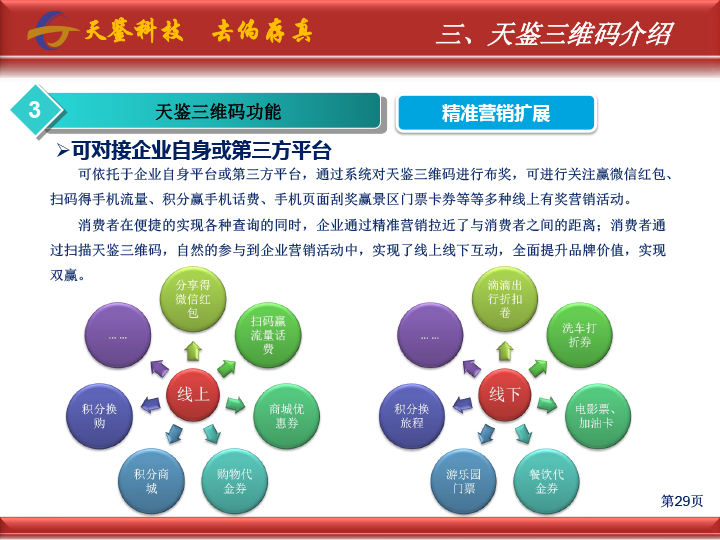 天鉴科技 去伪存真
三、天鉴三维码介绍
3
天鉴三维码功能
精准营销扩展
➢可对接企业自身或第三方平台
可依托于企业自身平台或第三方平台，通过系统对天鉴三维码进行布奖，可进行关注赢微信红包、
扫码得手机流量、积分赢手机话费、手机页面刮奖赢景区门票卡券等等多种线上有奖营销活动。
消费者在便捷的实现各种查询的同时，企业通过精准营销拉近了与消费者之间的距离；消费者通
过扫描天鉴三维码，自然的参与到企业营销活动中，实现了线上线下互动，全面提升品牌价值，实现
双赢。
分享得
微信红
包
扫码赢
流量话
费
商城优
惠券
购物代
金券
积分商
城
积分换
购
……
线上
滴滴出
行折扣
卷
洗车打
折券
电影票、
加油卡
餐饮代
金券
游乐园
门票
积分换
旅程
……
线下
第29页